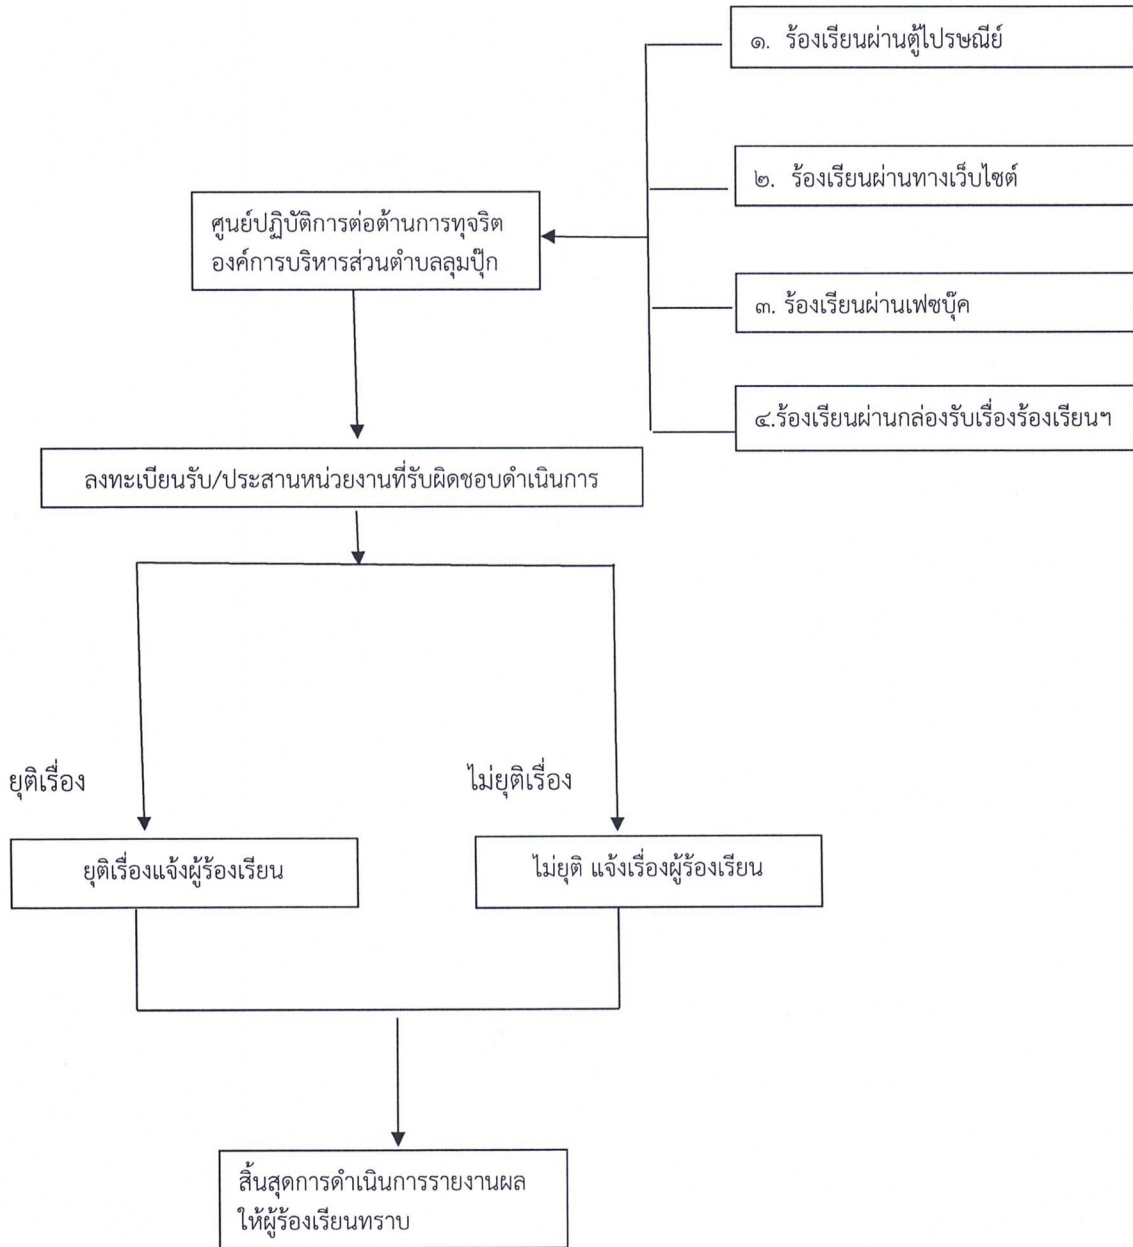 ๑. ร้องเรียนผ่านตู้ไปรษณีย์
๒. ร้องเรียนผ่านทางเว็บไซต์
ศูนย์ปฏิบัติการต่อต้านการทุจริต
องค์การบริหารส่วนตำบลลุมปุ๊ก
๓. ร้องเรียนผ่านเฟซบุ๊ค
๔.ร้องเรียนผ่านกล่องรับเรื่องร้องเรียนฯ
ลงทะเบียนรับ/ประสานหน่วยงานที่รับผิดชอบดำเนินการ
ยุติเรื่อง
ไม่ยุติเรื่อง
ยุติเรื่องแจ้งผู้ร้องเรียน
ไม่ยุติ แจ้งเรื่องผู้ร้องเรียน
สิ้นสุดการดำเนินการรายงานผล
ให้ผู้ร้องเรียนทราบ